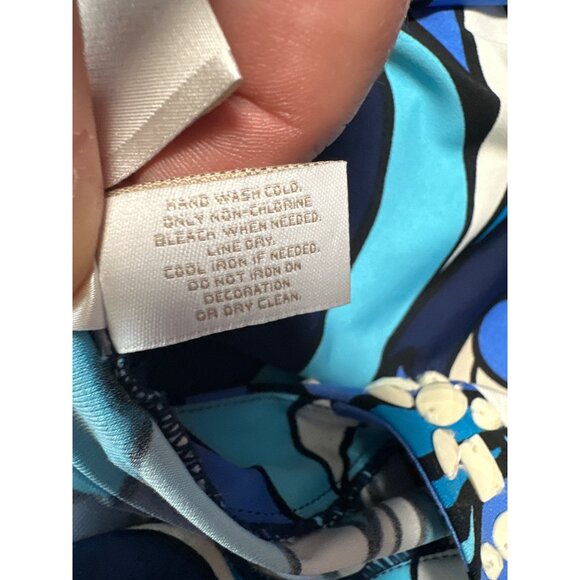 HAND WASH COLD.
ONLY NON-CHLORINE
BLEACH WHEN NEEDED.
LINE DRY.
COOL IRON IF NEEDED.
DO NOT IRON ON
DECORATION
OR DRY CLEAN.